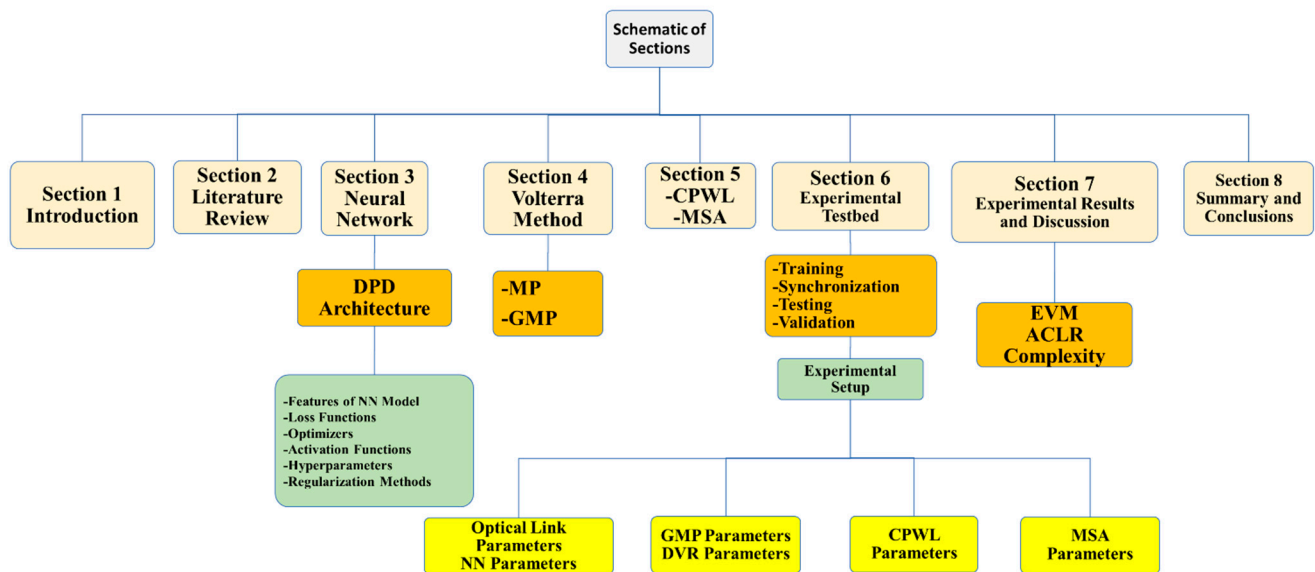 Schematic of
Sections
Section 1
Introduction
Section 2
Literature
Review
Section 3
Neural
Network
Section 4
Volterra
Method
Section 5
-CPWL
-MSA
Section 6
Experimental
Testbed
Section 7
Experimental Results
and Discussion
Section 8
Summary and
Conclusions
DPD
Architecture
-MP
-GMP
-Training
-Synchronization
-Testing
-Validation
EVM
ACLR
Complexity
-Features of NN Model
-Loss Functions
-Optimizers
-Activation Functions
-Hyperparameters
-Regularization Methods
Experimental
Setup
Optical Link
Parameters
NN Parameters
GMP Parameters
DVR Parameters
CPWL
Parameters
MSA
Parameters